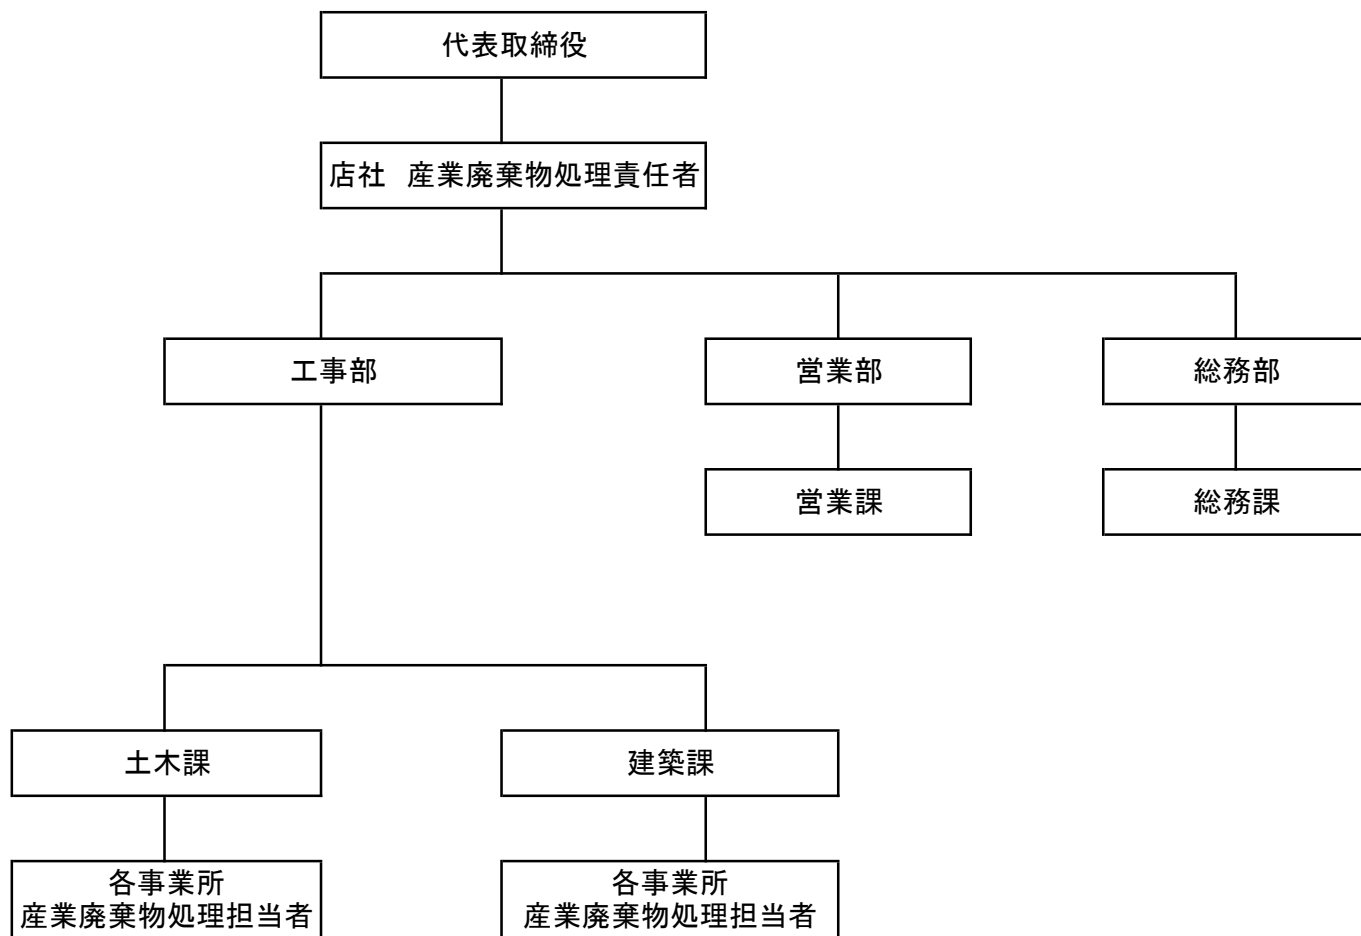 代表取締役
店社　産業廃棄物処理責任者
工事部
営業部
総務部
営業課
総務課
土木課
建築課
各事業所
産業廃棄物処理担当者
各事業所
産業廃棄物処理担当者